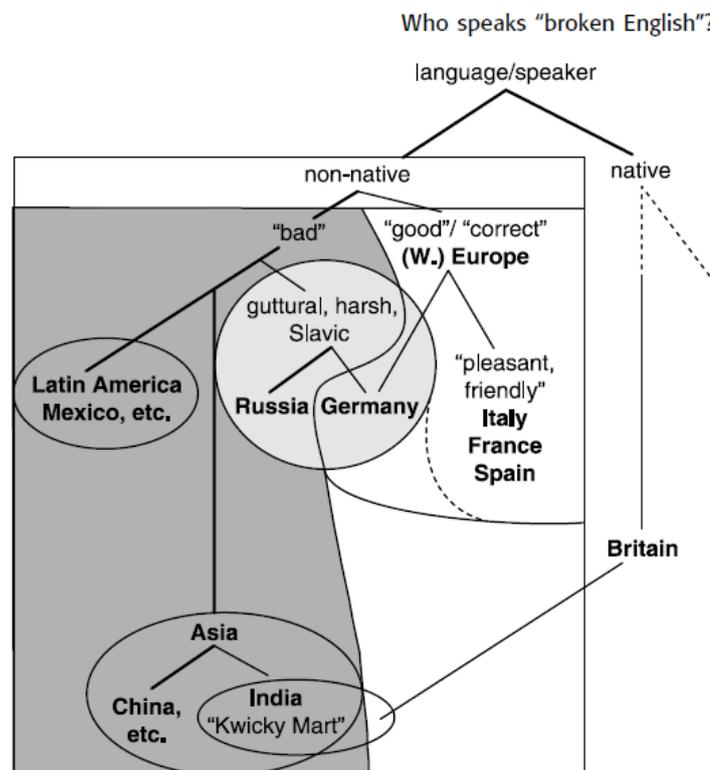 Who speaks “broken English”?
language/speaker
non-native
native
“bad”
“good”/ “correct”
(W.) Europe
guttural, harsh,
Slavic
“pleasant,
friendly”
Latin America
Mexico, etc.
Russia
Germany
Italy
France
Spain
Britain
Asia
China,
etc.
India
“Kwicky Mart”